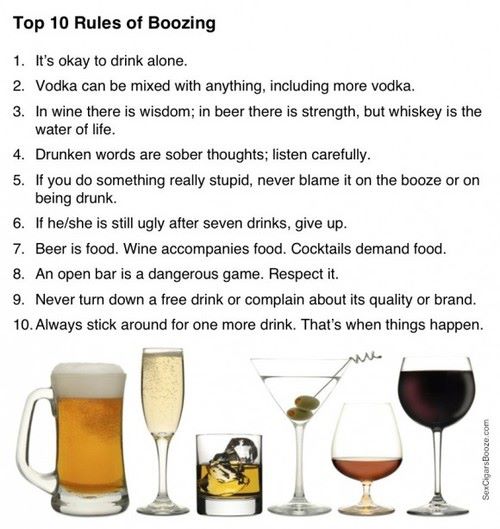 Top 10 Rules of Boozing
1. It's okay to drink alone.
2. Vodka can be mixed with anything, including more vodka.
3. In wine there is wisdom; in beer there is strength, but whiskey is the
water of life.
4. Drunken words are sober thoughts; listen carefully.
5. If you do something really stupid, never blame it on the booze or on
being drunk.
6. If he/she is still ugly after seven drinks, give up.
7. Beer is food. Wine accompanies food. Cocktails demand food.
8. An open bar is a dangerous game. Respect it.
9. Never turn down a free drink or complain about its quality or brand.
10. Always stick around for one more drink. That's when things happen.
SexCigarsBooze.com